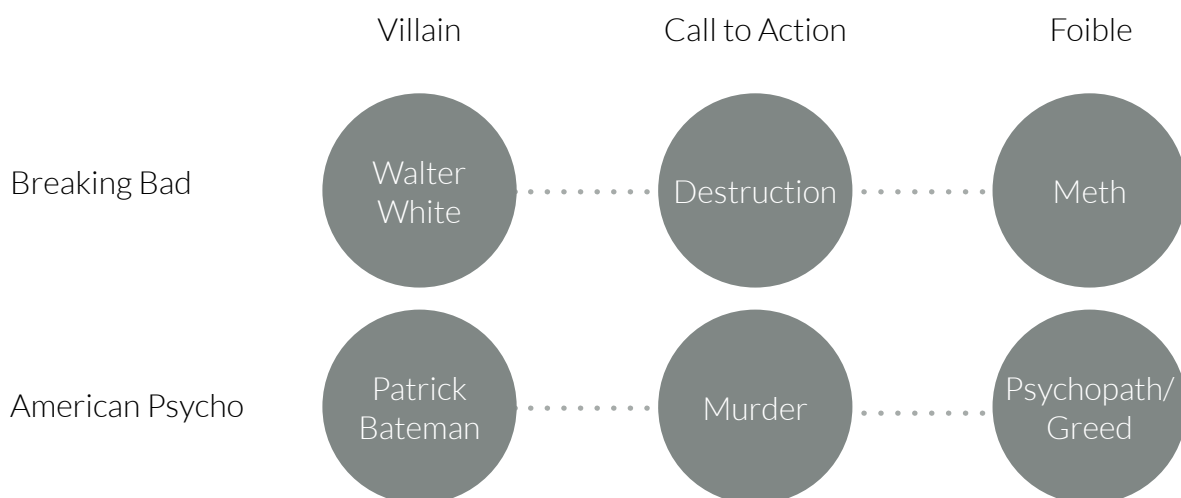 Villain Call to Action Foible
Breaking Bad
Walter
White
Destruction
Meth
American Psycho
Patrick
Bateman
Murder
Psychopath/
Greed